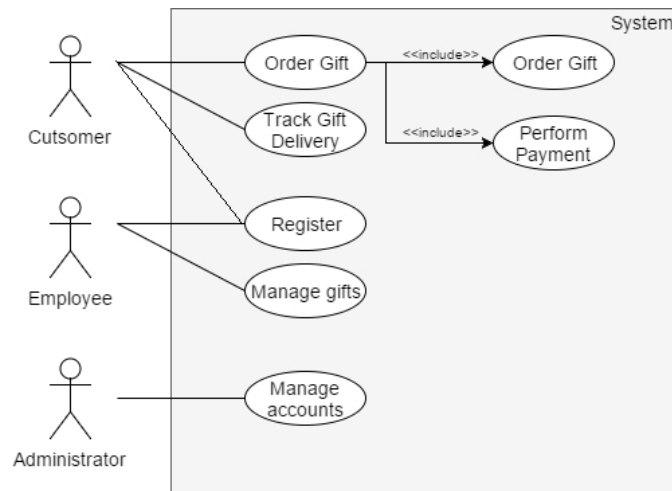 System
Order Gift
<<include>>
Order Gift
Cutsomer
Track Gift
Delivery
<<include>>
Perform
Payment
Register
Employee
Manage gifts
Manage
accounts
Administrator